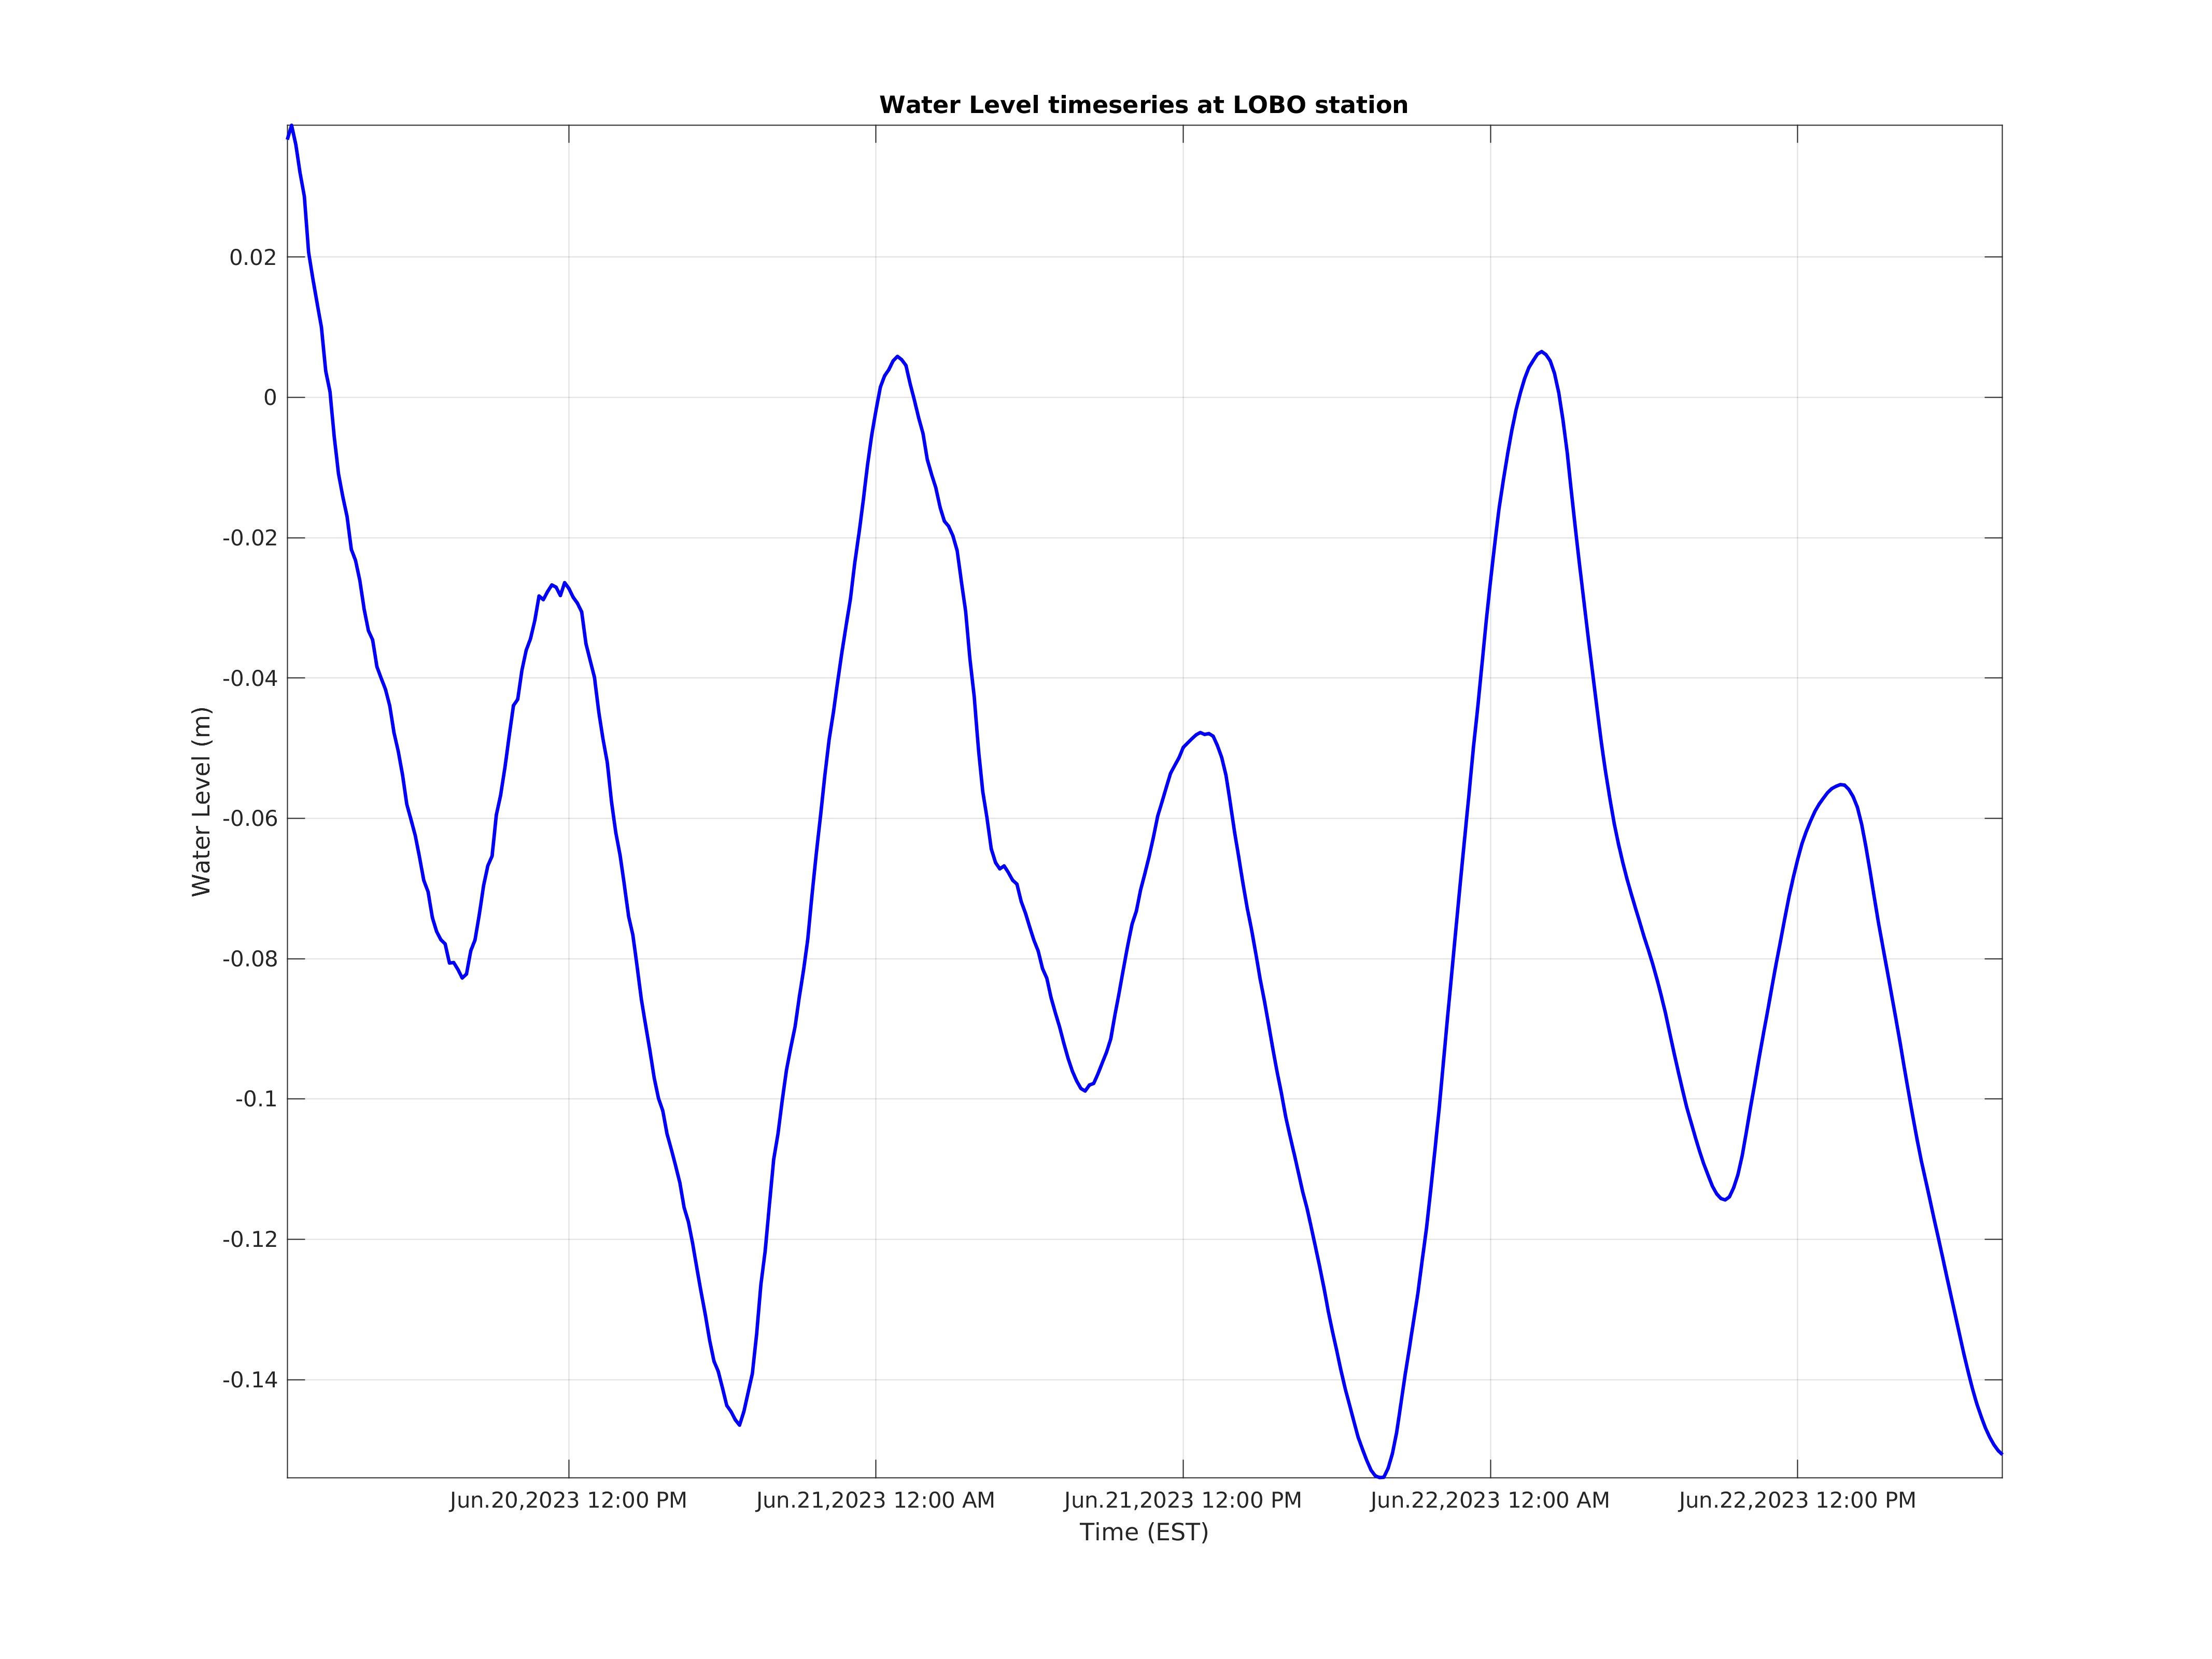 Water Level timeseries at LOBO station
Water Level (m)
0.02
0
-0.02
-0.04
-0.06
-0.08
-0.1
-0.12
-0.14
Jun.20,2023 12:00 PM
Jun.21,2023 12:00 AM
Jun.21,2023 12:00 PM
Jun.22,2023 12:00 AM
Jun.22,2023 12:00 PM
Time (EST)